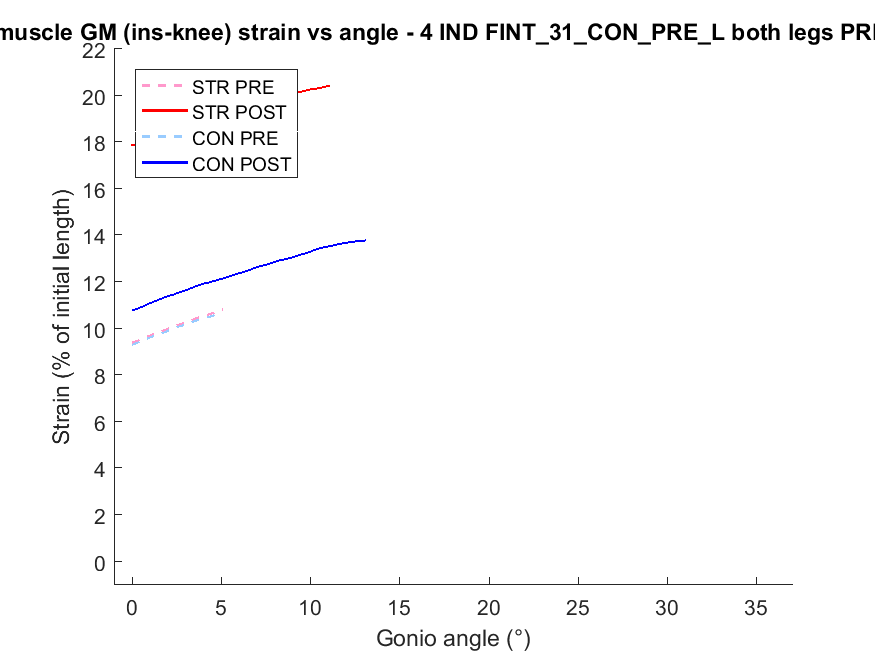 muscle GM (ins-knee) strain vs angle - 4 IND FINT_31_CON_PRE_L both legs PRE
22
20
18
16
14
12
10
8
6
4
2
0
Strain (% of initial length)
STR PRE
STR POST
CON PRE
CON POST
0 5 10 15 20 25 30 35
Gonio angle (°)